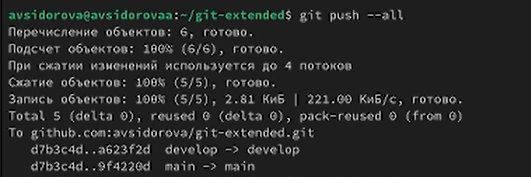 avsidorova@avsidorovaa:~/git-extended$ git push --all
Перечисление объектов: 6, готово.
Подсчет объектов: 100% (6/6), готово.
При сжатии изменений используется до 4 потоков
Сжатие объектов: 100% (5/5), готово.
Запись объектов: 100% (5/5), 2.81 КиБ | 221.00 КиБ/с, готово.
Total 5 (delta 0), reused 0 (delta 0), pack-reused 0 (from 0)
To github.com:avsidorova/git-extended.git
d7b3c4d..a623f2d  develop -> develop
d7b3c4d..9f4220d  main -> main